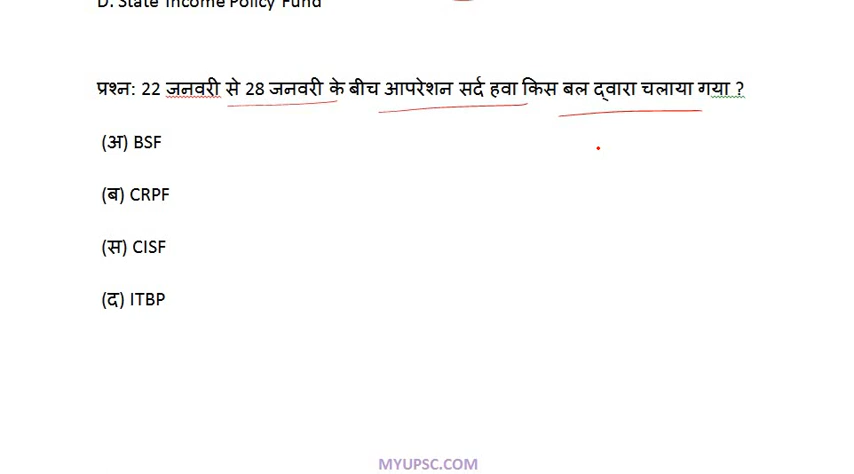 D. State Income Policy Fund
प्रश्न: 22 जनवरी से 28 जनवरी के बीच आपरेशन सर्द हवा किस बल द्वारा चलाया गया ?
(अ) BSF
(ब) CRPF
(स) CISF
(द) ITBP
MYUPSC.COM